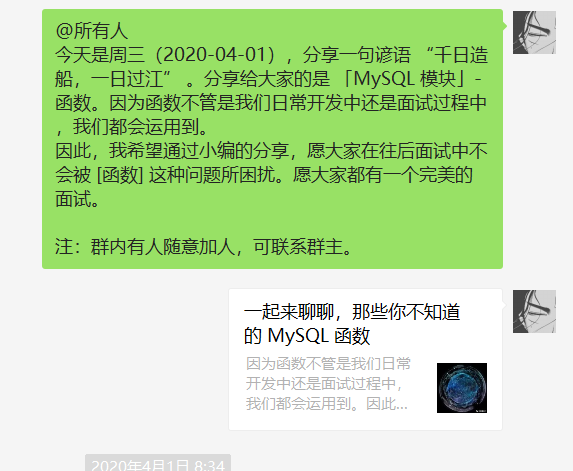 @所有人
今天是周三（2020-04-01），分享一句谚语 “千日造
船，一日过江” 。分享给大家的是 「MySQL 模块」-
函数。因为函数不管是我们日常开发中还是面试过程中
，我们都会运用到。
因此，我希望通过小编的分享，愿大家在往后面试中不
会被 [函数] 这种问题所困扰。愿大家都有一个完美的
面试。
注：群内有人随意加人，可联系群主。
一起来聊聊，那些你不知道
的 MySQL 函数
因为函数不管是我们日常
开发中还是面试过程中，
我们都会运用到。因此...
2020年4月1日 8:34